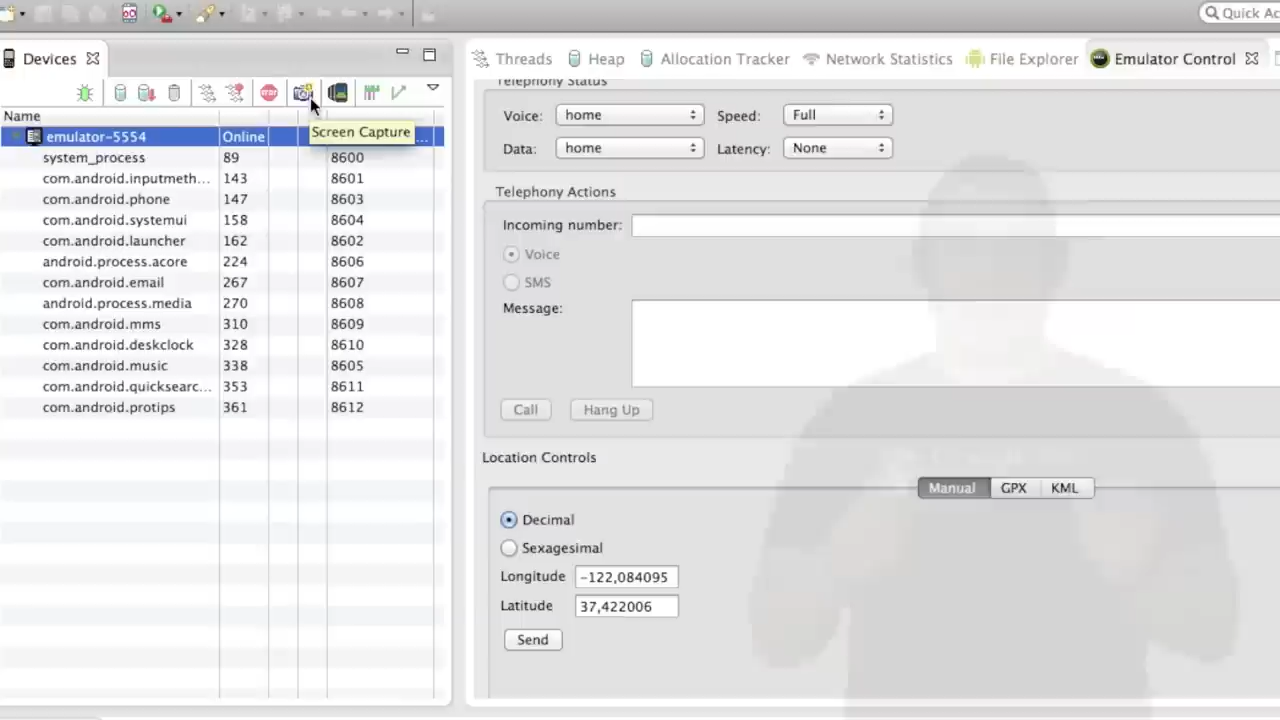 Quick Ac
Devices
Threads Heap Allocation Tracker Network Statistics File Explorer Emulator Control
Name
emulator-5554 Online ...
Screen Capture
system_process 89 8600
com.android.inputmeth... 143 8601
com.android.phone 147 8603
com.android.systemui 158 8604
com.android.launcher 162 8602
android.process.acore 224 8606
com.android.email 267 8607
android.process.media 270 8608
com.android.mms 310 8609
com.android.deskclock 328 8610
com.android.music 338 8605
com.android.quicksearc... 353 8611
com.android.protips 361 8612
Telephony Status
Voice: home Speed: Full
Data: home Latency: None
Telephony Actions
Incoming number:
Voice
SMS
Message:
Call Hang Up
Location Controls
Manual GPX KML
Decimal
Sexagesimal
Longitude -122,084095
Latitude 37,422006
Send